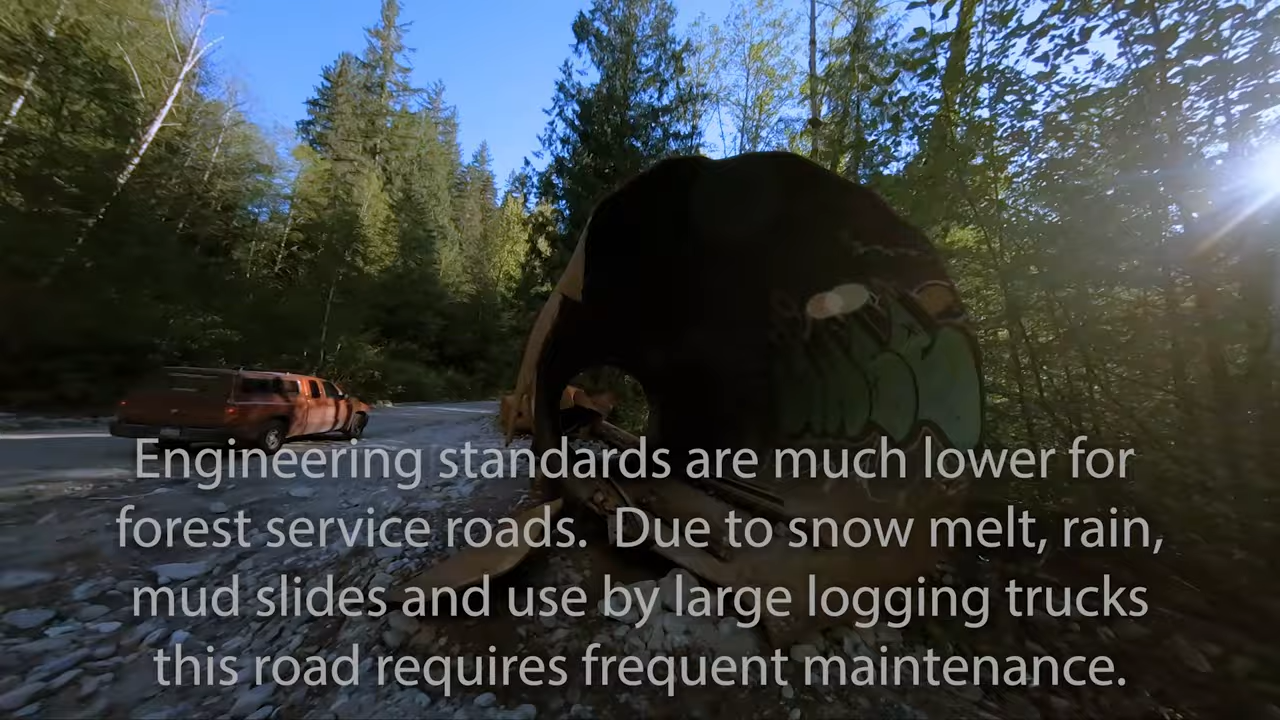 Engineering standards are much lower for
forest service roads.  Due to snow melt, rain,
mud slides and use by large logging trucks
this road requires frequent maintenance.